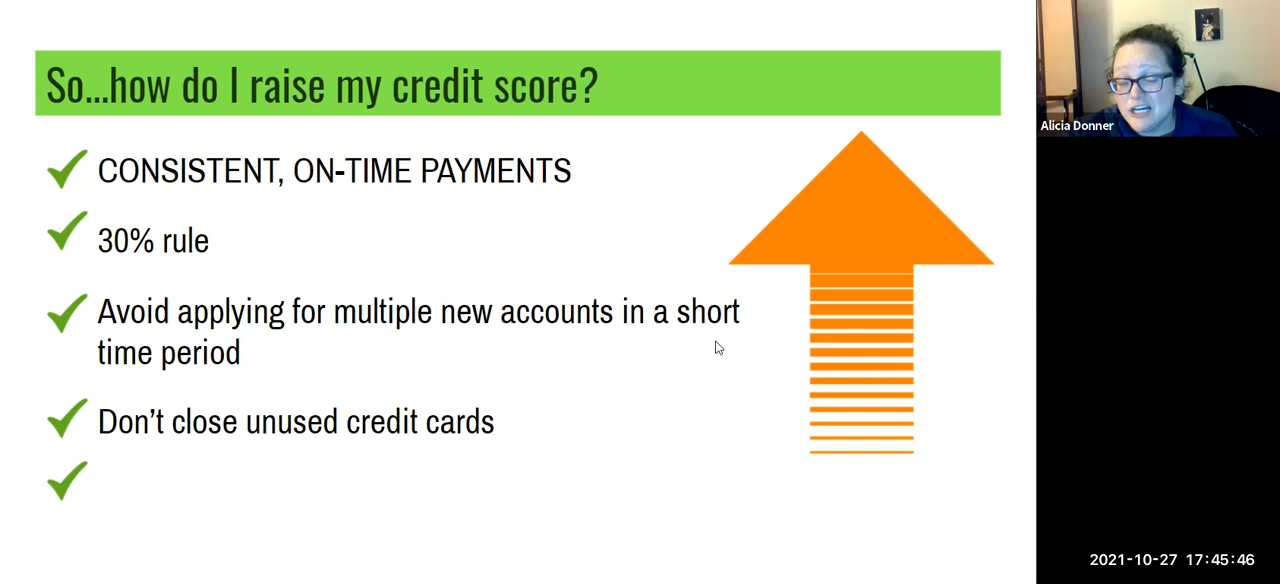 So...how do I raise my credit score?
CONSISTENT, ON-TIME PAYMENTS
30% rule
Avoid applying for multiple new accounts in a short
time period
Don't close unused credit cards
Alicia Donner
2021-10-27 17:45:46